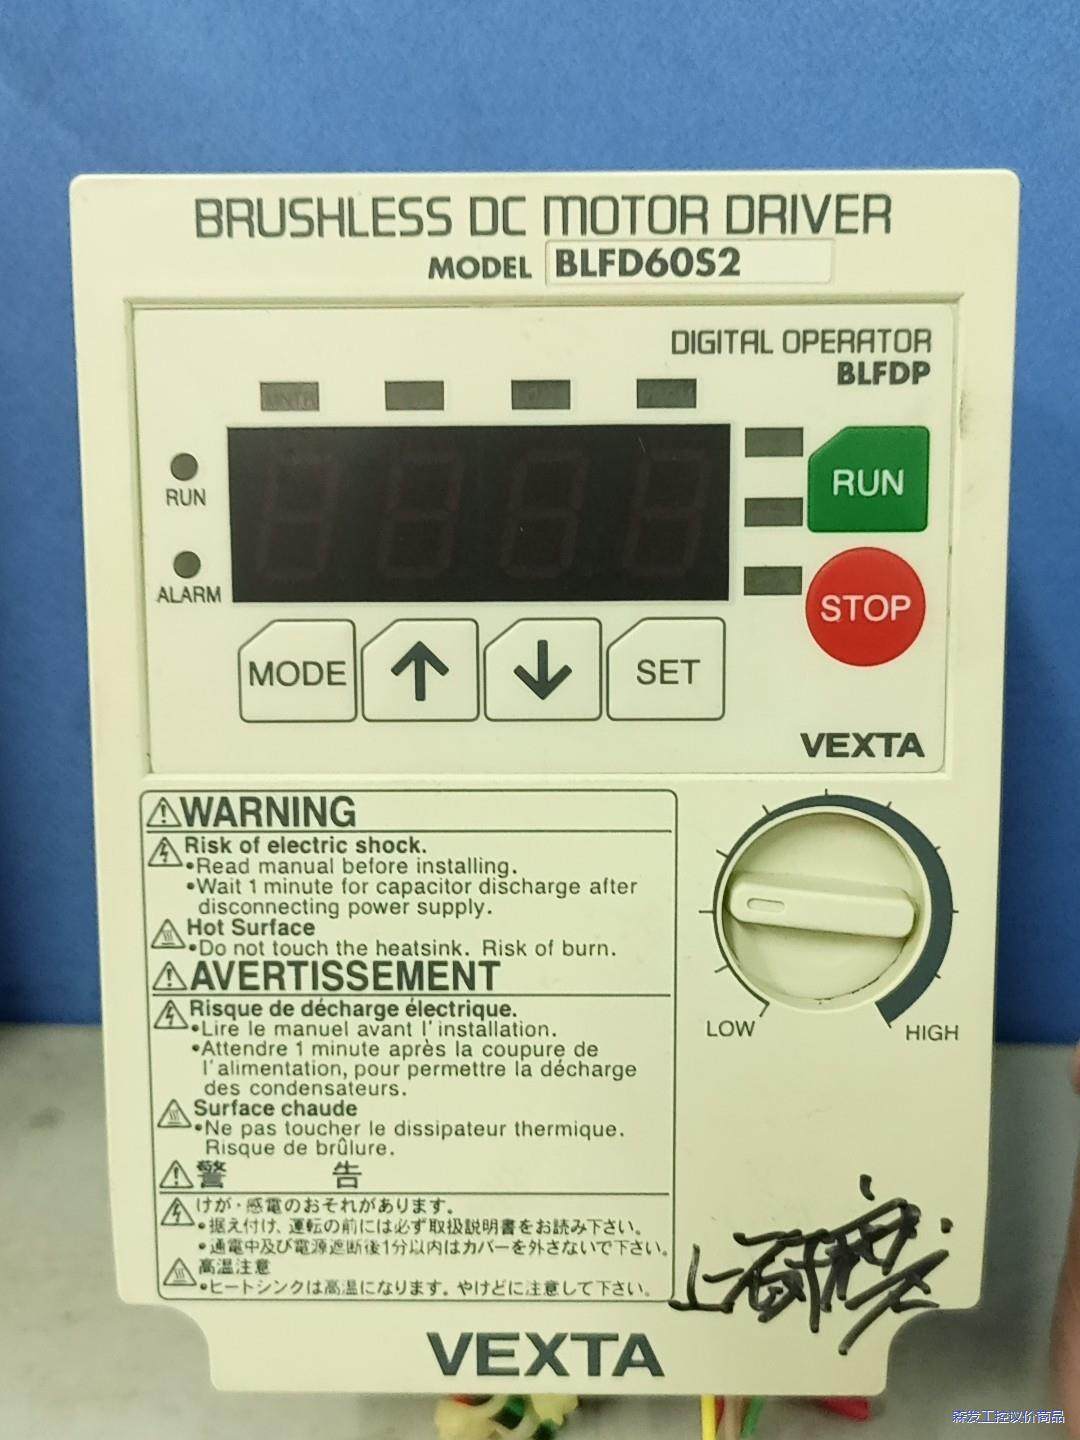 BRUSHLESS DC MOTOR DRIVER
MODEL BLFD60S2
DIGITAL OPERATOR
BLFDP
RUN
ALARM
RUN
STOP
MODE
↑
↓
SET
VEXTA
WARNING
Risk of electric shock.
•Read manual before installing.
•Wait 1 minute for capacitor discharge after
disconnecting power supply.
Hot Surface
•Do not touch the heatsink. Risk of burn.
AVERTISSEMENT
Risque de décharge électrique.
•Lire le manuel avant l'installation.
•Attendre 1 minute après la coupure de
l'alimentation, pour permettre la décharge
des condensateurs.
Surface chaude
•Ne pas toucher le dissipateur thermique.
Risque de brûlure.
警 告
けが・感電のおそれがあります。
•据え付け、運転の前には必ず取扱説明書をお読み下さい。
•通電中及び電源遮断後1分以内はカバーを外さないで下さい。
高温注意
•ヒートシンクは高温になります。やけどに注意して下さい。
LOW
HIGH
VEXTA
森发工控议价商品